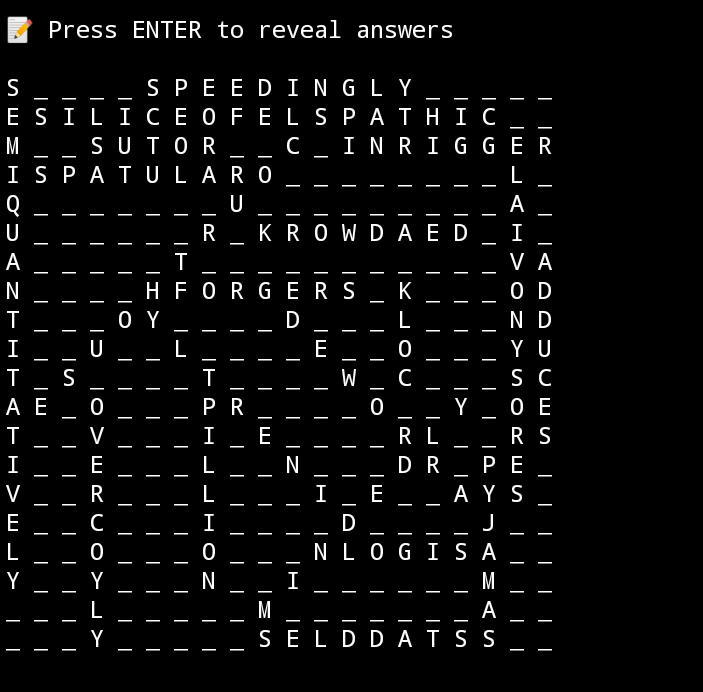 📝 Press ENTER to reveal answers
S _ _ _ _ S P E E D I N G L Y _ _ _ _ _
E S I L I C E O F E L S P A T H I C _ _
M _ _ S U T O R _ _ C _ I N R I G G E R
I S P A T U L A R O _ _ _ _ _ _ _ _ L _
Q _ _ _ _ _ _ _ U _ _ _ _ _ _ _ _ _ A _
U _ _ _ _ _ _ R _ K R O W D A E D _ I _
A _ _ _ _ _ T _ _ _ _ _ _ _ _ _ _ _ V A
N _ _ _ _ H F O R G E R S _ K _ _ _ O D
T _ _ _ O Y _ _ _ _ D _ _ _ L _ _ _ N D
I _ _ U _ _ L _ _ _ _ E _ _ O _ _ _ Y U
T _ S _ _ _ _ T _ _ _ _ W _ C _ _ _ S C
A E _ O _ _ _ P R _ _ _ _ O _ _ Y _ O E
T _ _ V _ _ _ I _ E _ _ _ _ R L _ _ R S
I _ _ E _ _ _ L _ _ N _ _ _ D R _ P E _
V _ _ R _ _ _ L _ _ _ I _ E _ _ A Y S _
E _ _ C _ _ _ I _ _ _ _ D _ _ _ _ J _ _
L _ _ O _ _ _ O _ _ _ N L O G I S A _ _
Y _ _ Y _ _ _ N _ _ I _ _ _ _ _ _ M _ _
_ _ _ L _ _ _ _ _ M _ _ _ _ _ _ _ A _ _
_ _ _ Y _ _ _ _ _ S E L D D A T S S _ _